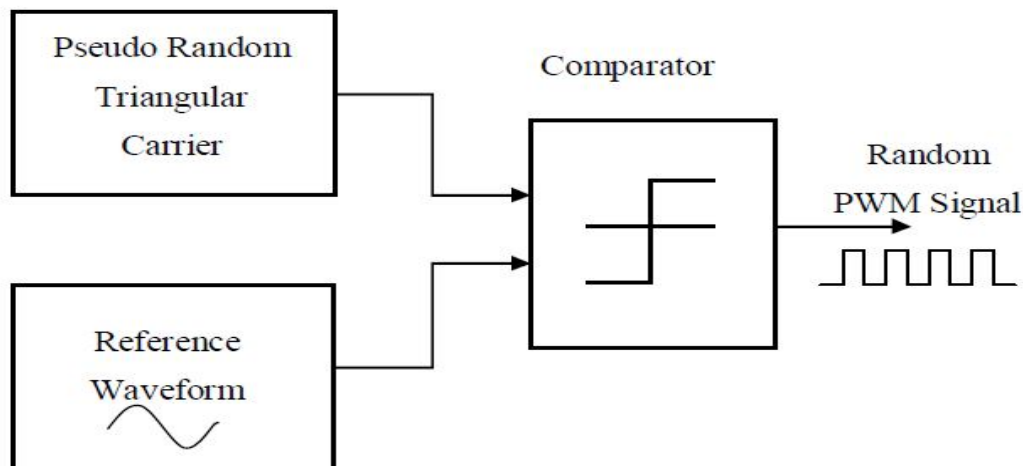 Pseudo Random
Triangular
Carrier
Comparator
Random
PWM Signal
Reference
Waveform